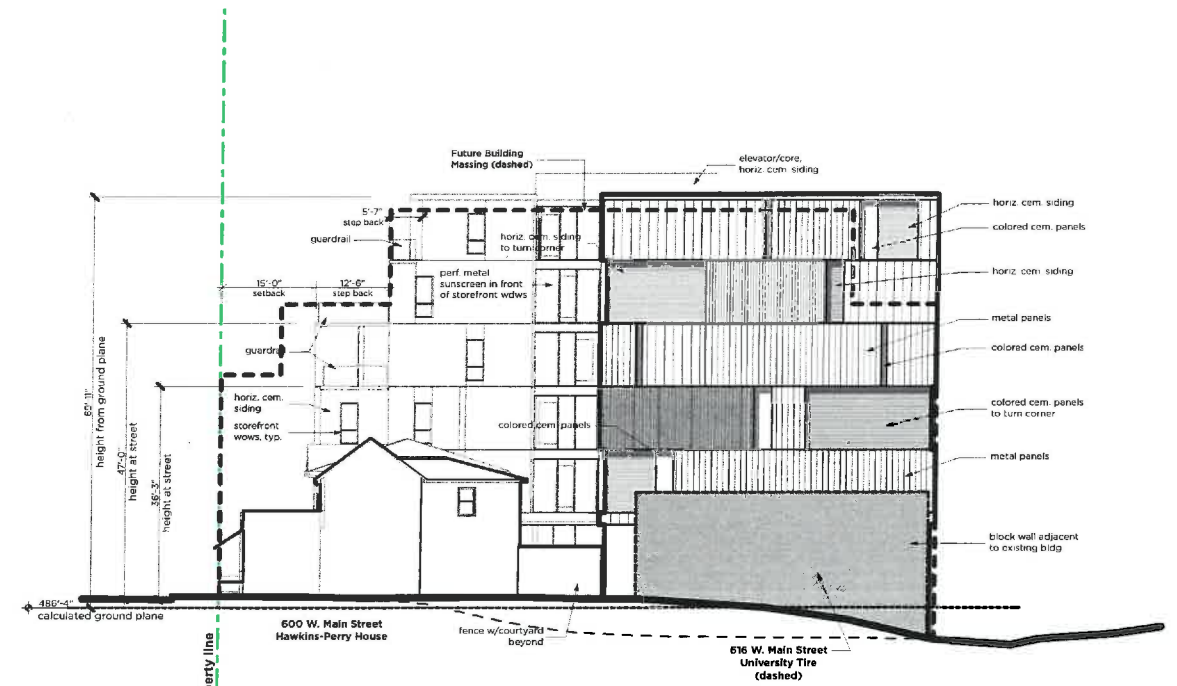 Future Building
Massing (dashed)
elevator/core,
horiz. cem. siding
5'-7"
step back
guardrail
horiz. cem. siding
to turn corner
perf. metal
sunscreen in front
of storefront wdws
15'-0"
setback
12'-6"
step back
guardrail
horiz. cem.
siding
storefront
wdws, typ.
colored cem. panels
horiz. cem. siding
colored cem. panels
horiz. cem. siding
metal panels
colored cem. panels
colored cem. panels
to turn corner
metal panels
block wall adjacent
to existing bldg
height from ground plane
47'-0"
height at street
36'-3"
height at street
486'-4"
calculated ground plane
600 W. Main Street
Hawkins-Perry House
fence w/courtyard
beyond
616 W. Main Street
University Tire
(dashed)
erty line